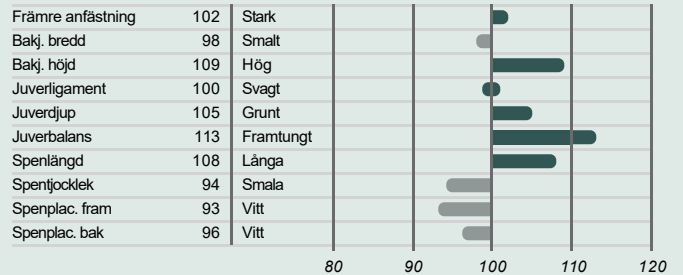 Främre anfästning 102 Stark
Bakj. bredd 98 Smalt
Bakj. höjd 109 Hög
Juverligament 100 Svagt
Juverdjup 105 Grunt
Juverbalans 113 Framtungt
Spenlängd 108 Långa
Spentjocklek 94 Smala
Spenplac. fram 93 Vitt
Spenplac. bak 96 Vitt
80 90 100 110 120